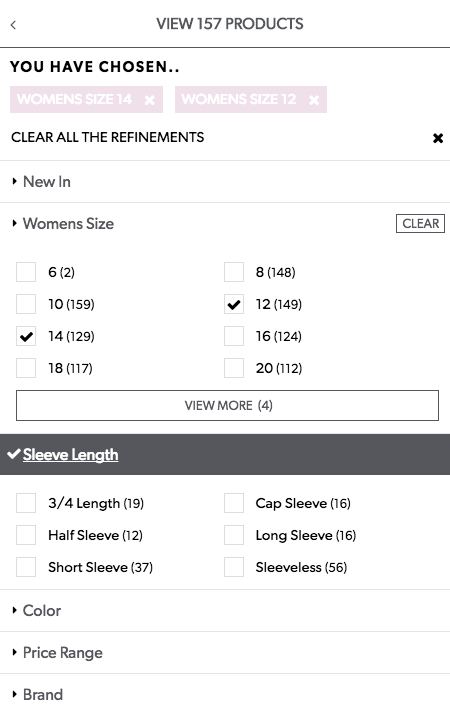 VIEW 157 PRODUCTS
YOU HAVE CHOSEN..
WOMENS SIZE 14 WOMENS SIZE 12
CLEAR ALL THE REFINEMENTS
New In
Womens Size CLEAR
6 (2) 8 (148)
10 (159) 12 (149)
14 (129) 16 (124)
18 (117) 20 (112)
VIEW MORE (4)
Sleeve Length
3/4 Length (19) Cap Sleeve (16)
Half Sleeve (12) Long Sleeve (16)
Short Sleeve (37) Sleeveless (56)
Color
Price Range
Brand